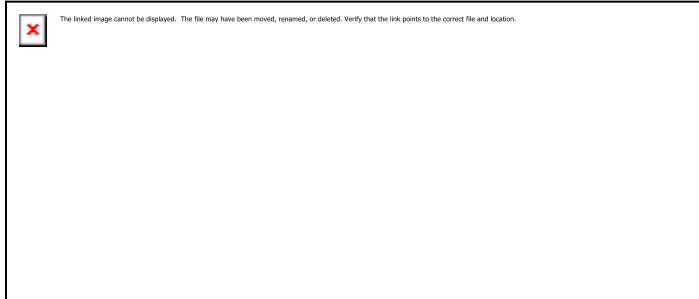 The linked image cannot be displayed.  The file may have been moved, renamed, or deleted. Verify that the link points to the correct file and location.